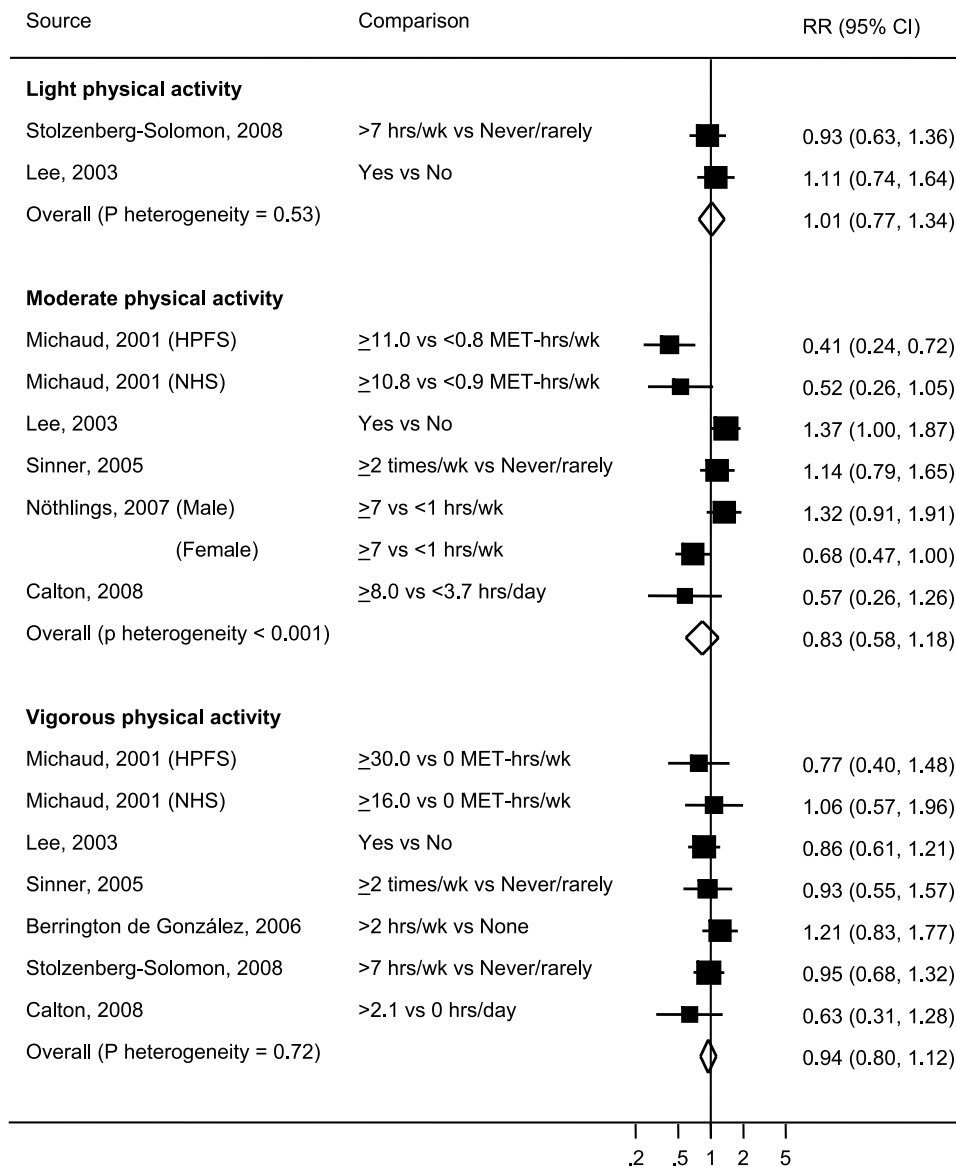 Source Comparison RR (95% CI)
Light physical activity
Stolzenberg-Solomon, 2008 >7 hrs/wk vs Never/rarely 0.93 (0.63, 1.36)
Lee, 2003 Yes vs No 1.11 (0.74, 1.64)
Overall (P heterogeneity = 0.53) 1.01 (0.77, 1.34)
Moderate physical activity
Michaud, 2001 (HPFS) ≥11.0 vs <0.8 MET-hrs/wk 0.41 (0.24, 0.72)
Michaud, 2001 (NHS) ≥10.8 vs <0.9 MET-hrs/wk 0.52 (0.26, 1.05)
Lee, 2003 Yes vs No 1.37 (1.00, 1.87)
Sinner, 2005 ≥2 times/wk vs Never/rarely 1.14 (0.79, 1.65)
Nöthlings, 2007 (Male) ≥7 vs <1 hrs/wk 1.32 (0.91, 1.91)
(Female) ≥7 vs <1 hrs/wk 0.68 (0.47, 1.00)
Calton, 2008 ≥8.0 vs <3.7 hrs/day 0.57 (0.26, 1.26)
Overall (p heterogeneity < 0.001) 0.83 (0.58, 1.18)
Vigorous physical activity
Michaud, 2001 (HPFS) ≥30.0 vs 0 MET-hrs/wk 0.77 (0.40, 1.48)
Michaud, 2001 (NHS) ≥16.0 vs 0 MET-hrs/wk 1.06 (0.57, 1.96)
Lee, 2003 Yes vs No 0.86 (0.61, 1.21)
Sinner, 2005 ≥2 times/wk vs Never/rarely 0.93 (0.55, 1.57)
Berrington de González, 2006 >2 hrs/wk vs None 1.21 (0.83, 1.77)
Stolzenberg-Solomon, 2008 >7 hrs/wk vs Never/rarely 0.95 (0.68, 1.32)
Calton, 2008 >2.1 vs 0 hrs/day 0.63 (0.31, 1.28)
Overall (P heterogeneity = 0.72) 0.94 (0.80, 1.12)
.2 .5 1 2 5